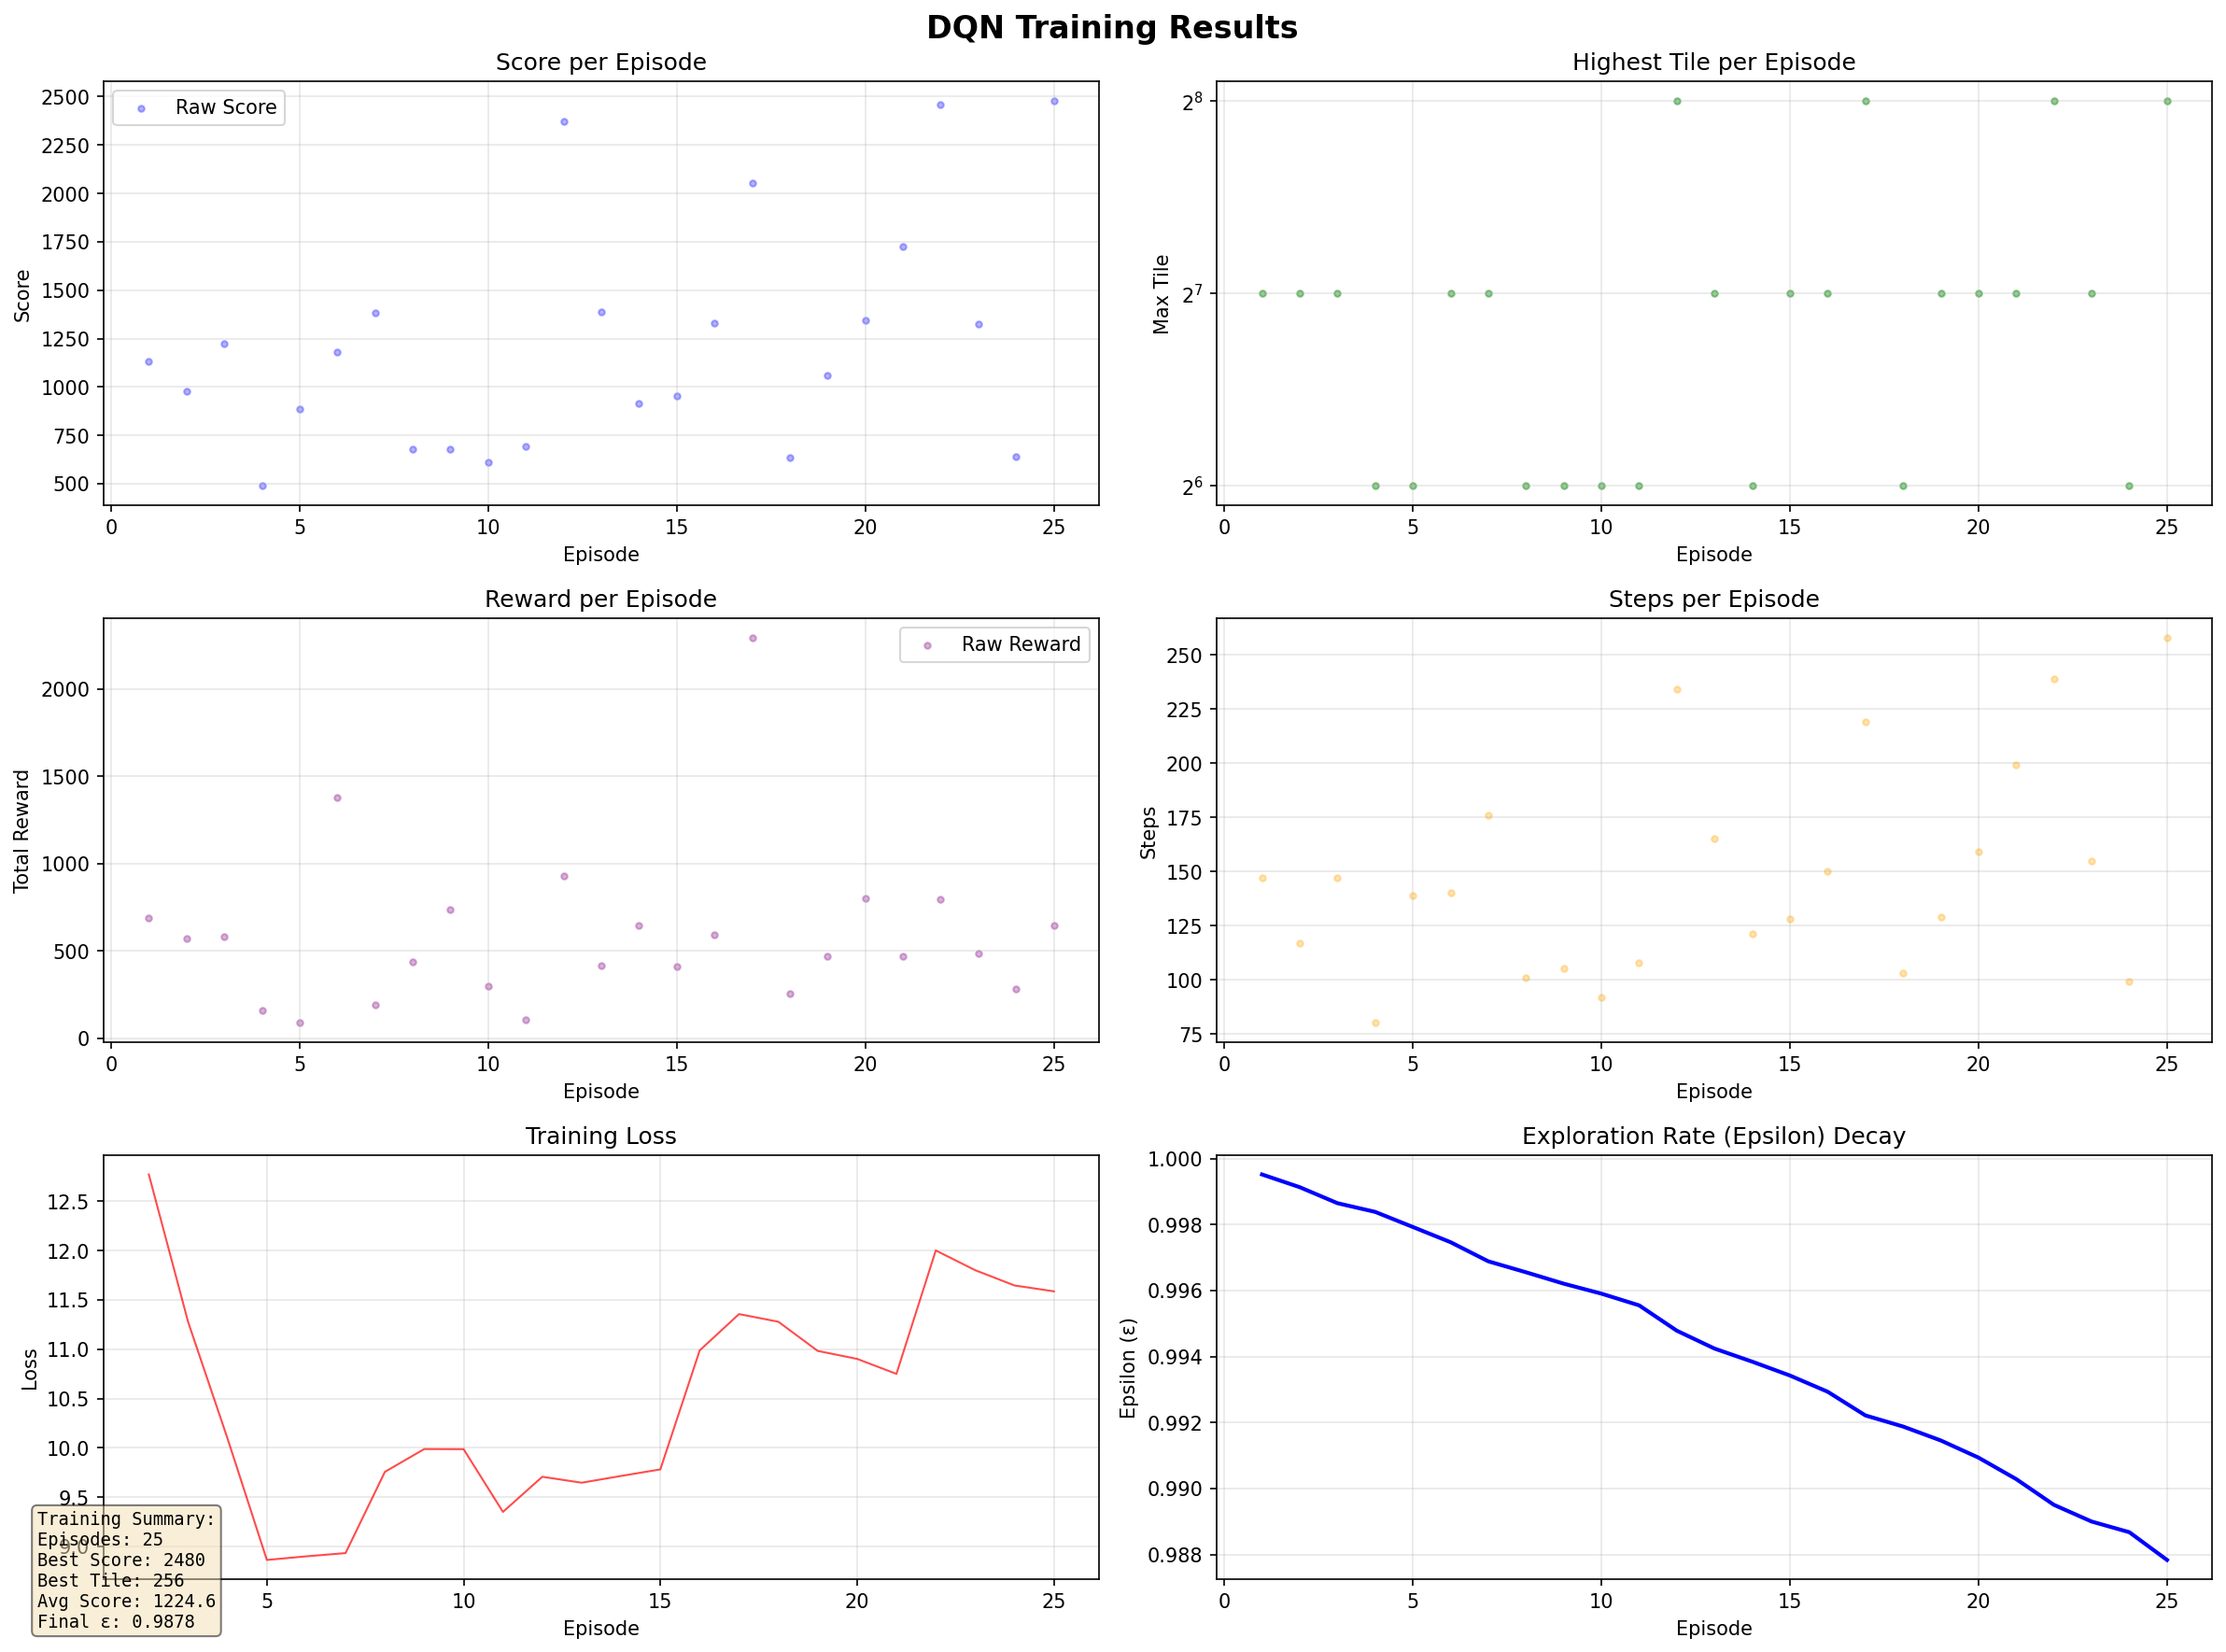 DQN Training Results
Score per Episode
Raw Score
Score
2500
2250
2000
1750
1500
1250
1000
750
500
0 5 10 15 20 25
Episode
Highest Tile per Episode
Max Tile
2⁸
2⁷
2⁶
0 5 10 15 20 25
Episode
Reward per Episode
Raw Reward
Total Reward
2000
1500
1000
500
0
0 5 10 15 20 25
Episode
Steps per Episode
Steps
250
225
200
175
150
125
100
75
0 5 10 15 20 25
Episode
Training Loss
Loss
12.5
12.0
11.5
11.0
10.5
10.0
9.5
9.0
5 10 15 20 25
Episode
Training Summary:
Episodes: 25
Best Score: 2480
Best Tile: 256
Avg Score: 1224.6
Final ε: 0.9878
Exploration Rate (Epsilon) Decay
Epsilon (ε)
1.000
0.998
0.996
0.994
0.992
0.990
0.988
0 5 10 15 20 25
Episode